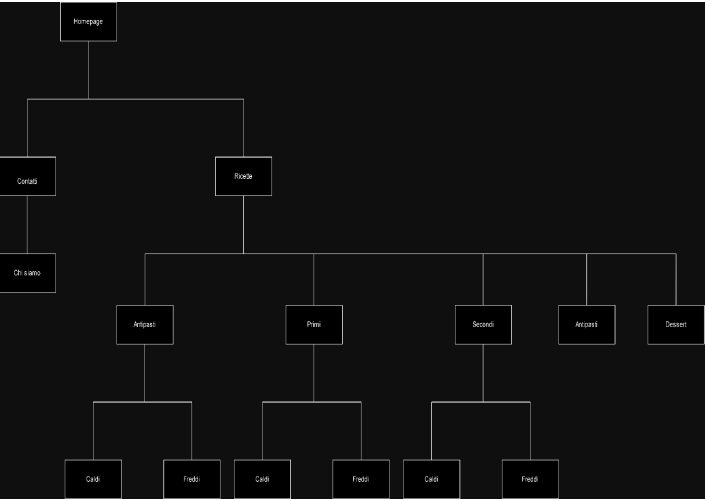 Homepage
Contatti
Ricette
Chi siamo
Antipasti
Primi
Secondi
Antipasti
Dessert
Caldi
Freddi
Caldi
Freddi
Caldi
Freddi